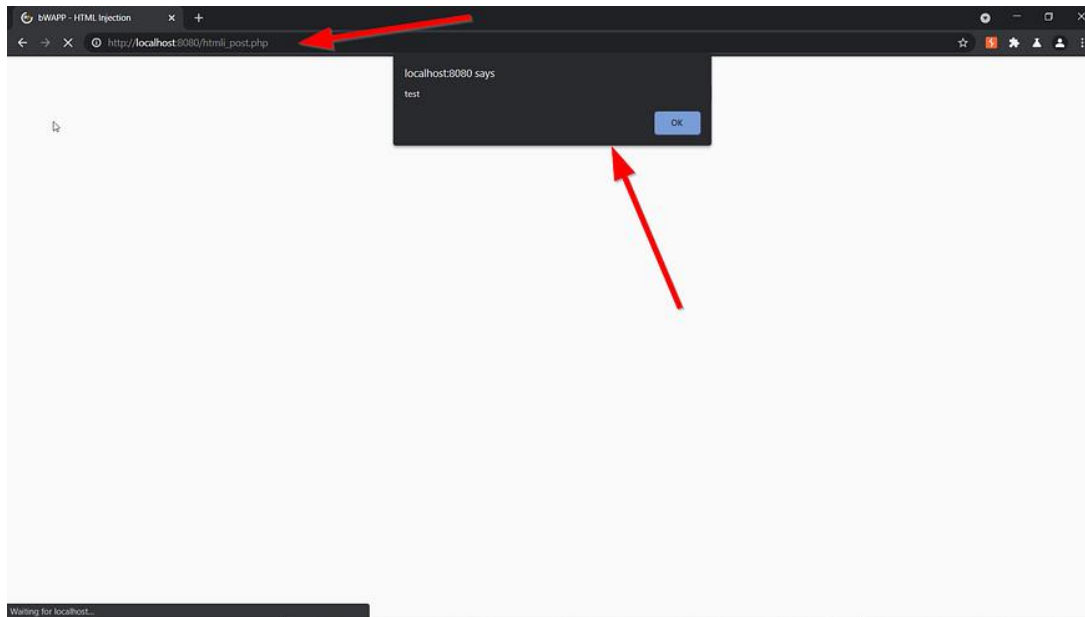 bWAPP - HTML Injection
http://localhost:8080/htmli_post.php
localhost:8080 says
test
OK
Waiting for localhost...